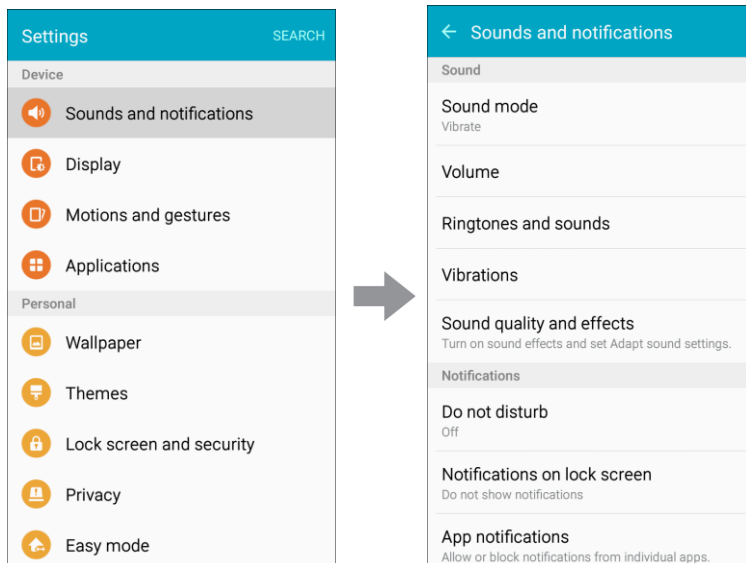 Settings SEARCH
Device
Sounds and notifications
Display
Motions and gestures
Applications
Personal
Wallpaper
Themes
Lock screen and security
Privacy
Easy mode
Sounds and notifications
Sound
Sound mode
Vibrate
Volume
Ringtones and sounds
Vibrations
Sound quality and effects
Turn on sound effects and set Adapt sound settings.
Notifications
Do not disturb
Off
Notifications on lock screen
Do not show notifications
App notifications
Allow or block notifications from individual apps.